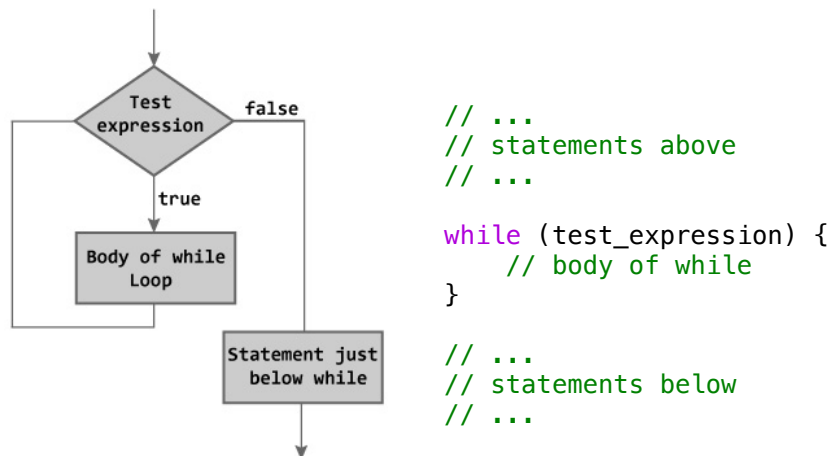 Test
expression
false
true
Body of while
Loop
Statement just
below while
// ...
// statements above
// ...
while (test_expression) {
    // body of while
}
// ...
// statements below
// ...